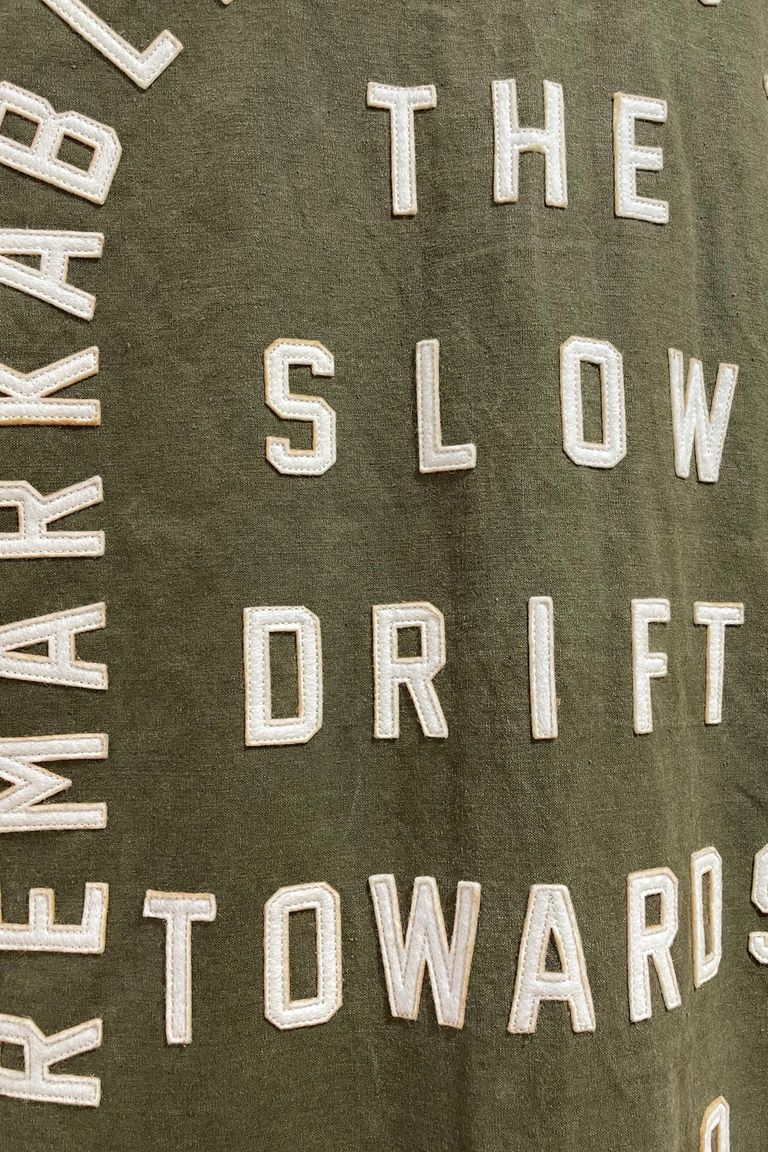 REMARKABL
THE
SLOW
DRIFT
TOWARDS